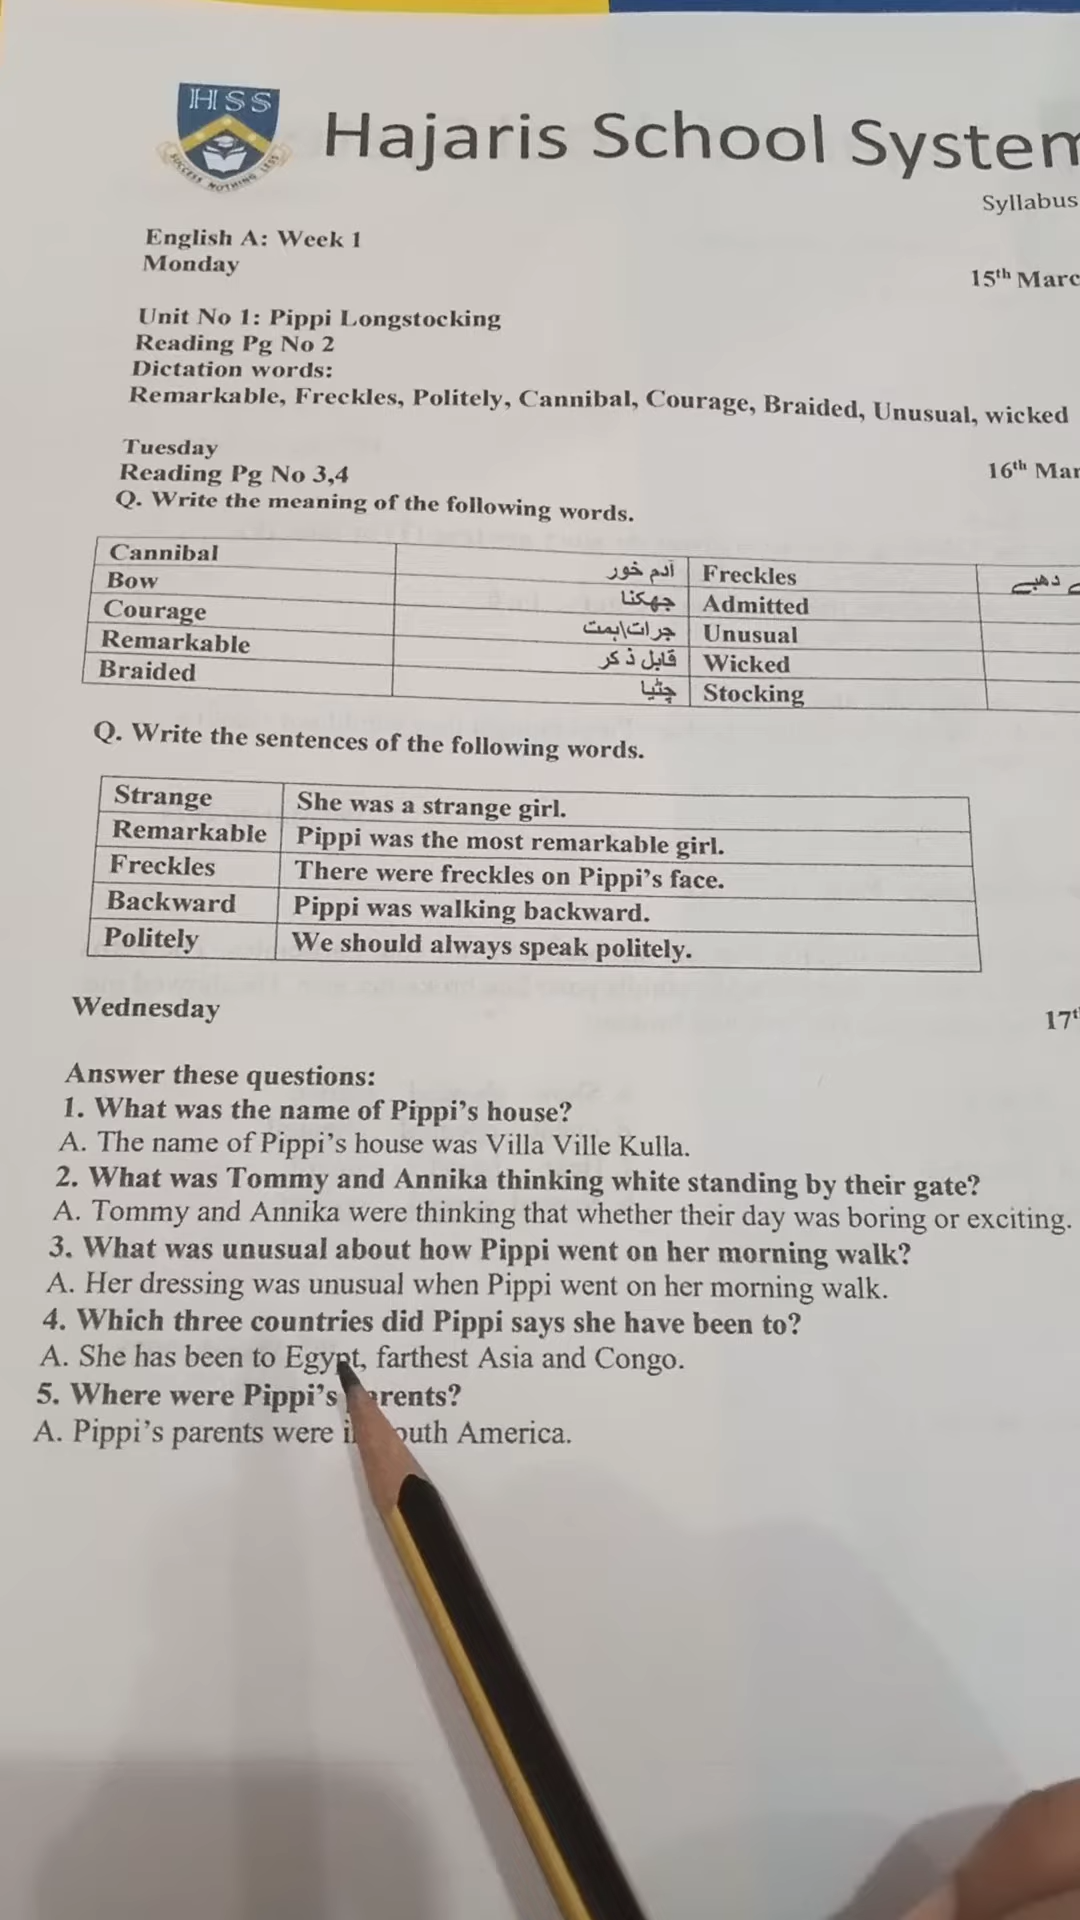 HSS
SUCCESS NOTHING LESS
Hajaris School System
Syllabus
English A: Week 1
Monday
15th Marc
Unit No 1: Pippi Longstocking
Reading Pg No 2
Dictation words:
Remarkable, Freckles, Politely, Cannibal, Courage, Braided, Unusual, wicked
Tuesday
Reading Pg No 3,4
16th Mar
Q. Write the meaning of the following words.
Cannibal آدم خور Freckles دھبے
Bow جھکنا Admitted
Courage جرات\ہمت Unusual
Remarkable قابل ذکر Wicked
Braided چٹیا Stocking
Q. Write the sentences of the following words.
Strange She was a strange girl.
Remarkable Pippi was the most remarkable girl.
Freckles There were freckles on Pippi's face.
Backward Pippi was walking backward.
Politely We should always speak politely.
Wednesday
17t
Answer these questions:
1. What was the name of Pippi's house?
A. The name of Pippi's house was Villa Ville Kulla.
2. What was Tommy and Annika thinking white standing by their gate?
A. Tommy and Annika were thinking that whether their day was boring or exciting.
3. What was unusual about how Pippi went on her morning walk?
A. Her dressing was unusual when Pippi went on her morning walk.
4. Which three countries did Pippi says she have been to?
A. She has been to Egypt, farthest Asia and Congo.
5. Where were Pippi's arents?
A. Pippi's parents were i outh America.